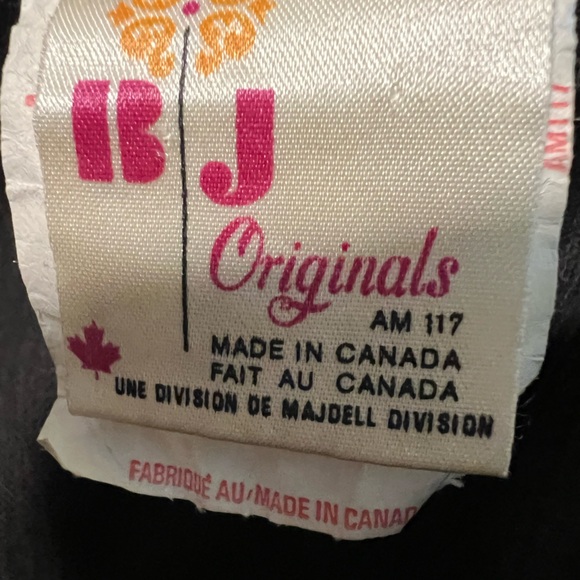 BJ
Originals
AM 117
MADE IN CANADA
FAIT AU CANADA
UNE DIVISION DE MAJDELL DIVISION
FABRIQUÉ AU/MADE IN CANAD
AM117